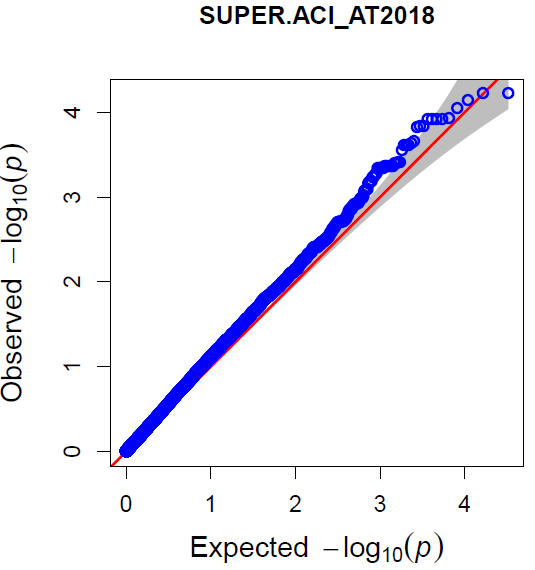 SUPER.ACI_AT2018
4
3
2
1
0
Observed −log₁₀(p)
0 1 2 3 4
Expected −log₁₀(p)